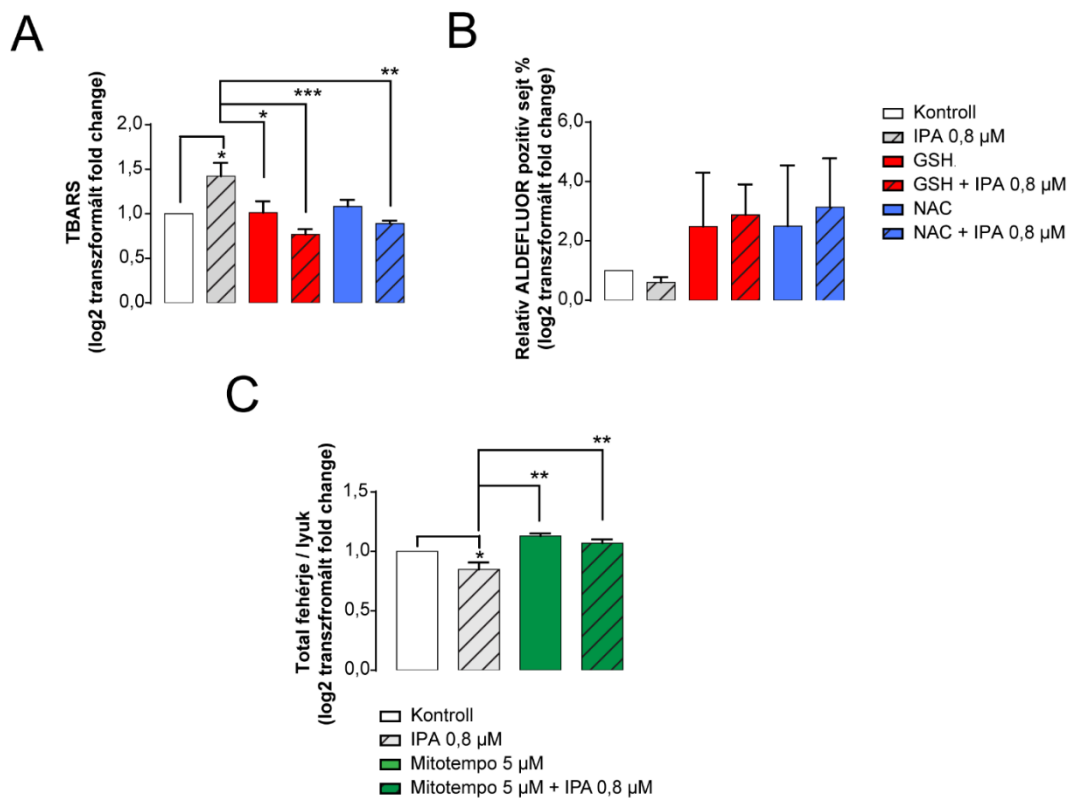 A
TBARS
(log2 transzformált fold change)
2,0
1,5
1,0
0,5
0,0
*
*
***
**
B
Relatív ALDEFLUOR pozitív sejt %
(log2 transzformált fold change)
6,0
4,0
2,0
0,0
Kontroll
IPA 0,8 µM
GSH.
GSH + IPA 0,8 µM
NAC
NAC + IPA 0,8 µM
C
Total fehérje / lyuk
(log2 transzfromált fold change)
1,5
1,0
0,5
0,0
*
**
**
Kontroll
IPA 0,8 µM
Mitotempo 5 µM
Mitotempo 5 µM + IPA 0,8 µM